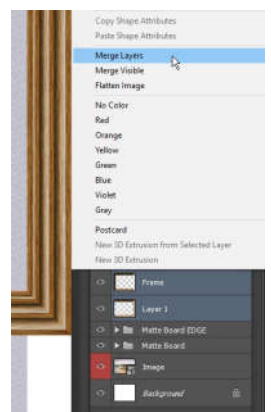 Copy Shape Attributes
Paste Shape Attributes
Merge Layers
Merge Visible
Flatten Image
No Color
Red
Orange
Yellow
Green
Blue
Violet
Gray
Postcard
New 3D Extrusion from Selected Layer
New 3D Extrusion
Frame
Layer 1
Matte Board EDGE
Matte Board
Image
Background